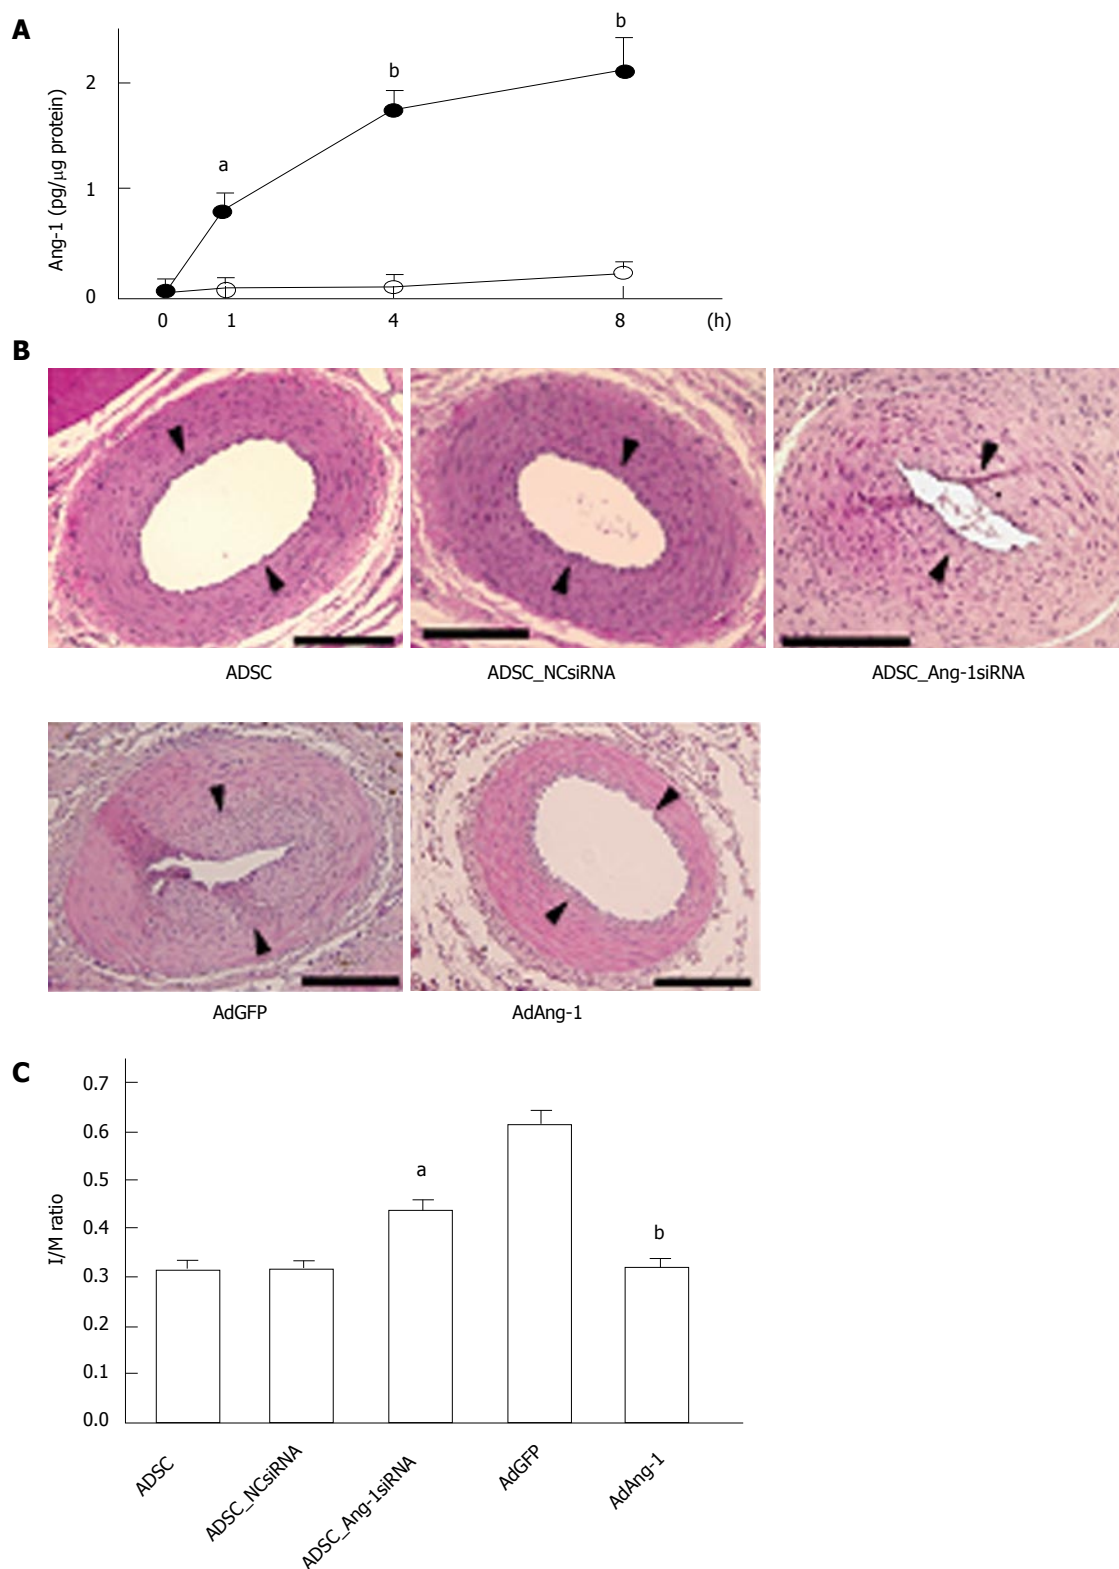 A
Ang-1 (pg/μg protein)
2
1
0
a
b
b
0 1 4 8 (h)
B
ADSC ADSC_NCsiRNA ADSC_Ang-1siRNA
AdGFP AdAng-1
C
I/M ratio
0.7
0.6
0.5
0.4
0.3
0.2
0.1
0.0
a
b
ADSC
ADSC_NCsiRNA
ADSC_Ang-1siRNA
AdGFP
AdAng-1